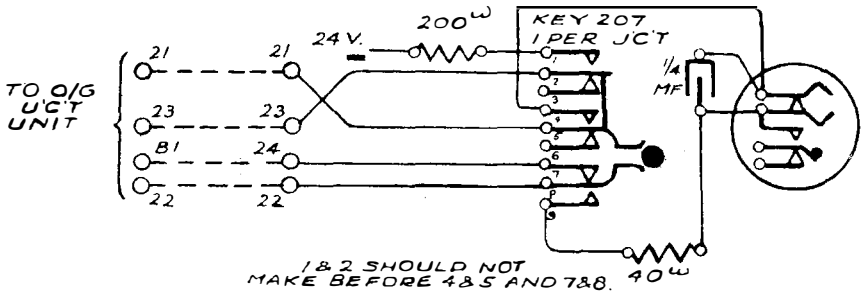 200ω
KEY 207
1 PER J'C'T
24 V.
1/4
MF
TO O/G
U'C'T
UNIT
21
21
23
23
B1
24
22
22
1
2
3
4
5
6
7
8
9
40ω
1 & 2 SHOULD NOT
MAKE BEFORE 4 & 5 AND 7 & 8.